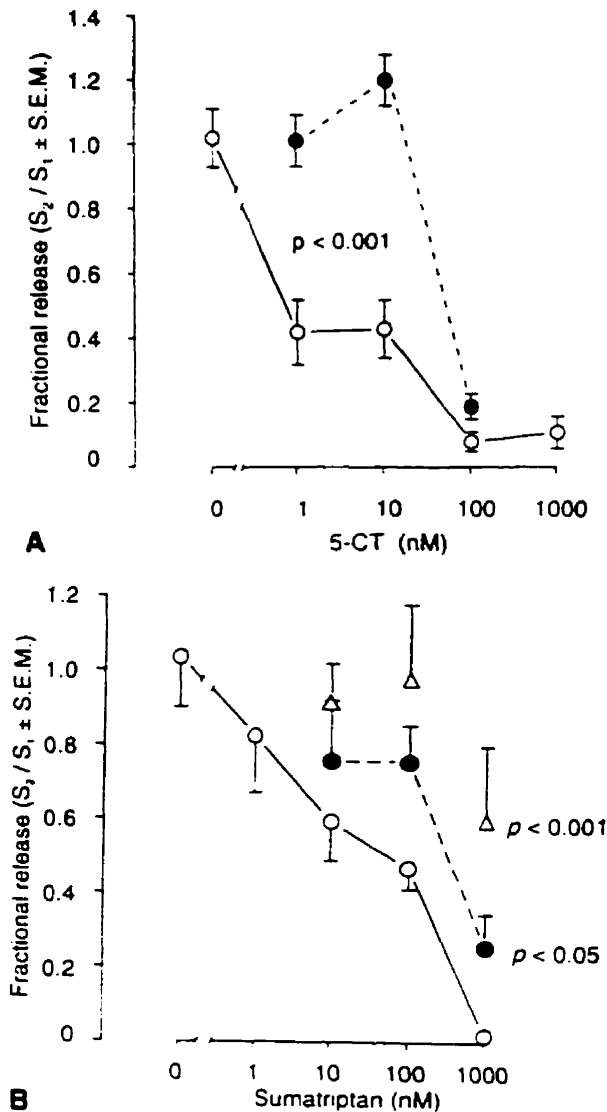 Fractional release (S₂ / S₁ ± S.E.M.)
1.4
1.2
1.0
0.8
0.6
0.4
0.2
0
p < 0.001
0 1 10 100 1000
A
5-CT (nM)
Fractional release (S₂ / S₁ ± S.E.M.)
1.2
1.0
0.8
0.6
0.4
0.2
0
p < 0.001
p < 0.05
0 1 10 100 1000
B
Sumatriptan (nM)